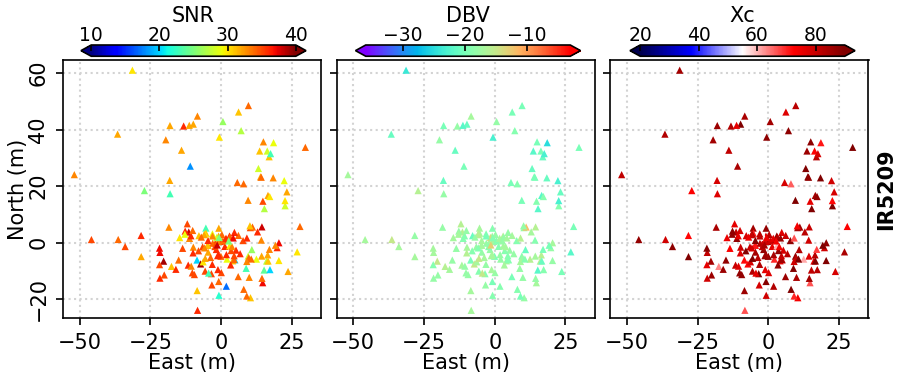 SNR DBV Xc
10 20 30 40 −30 −20 −10 20 40 60 80
60
40
20
0
−20
North (m)
IR5209
−50 −25 0 25 −50 −25 0 25 −50 −25 0 25
East (m) East (m) East (m)